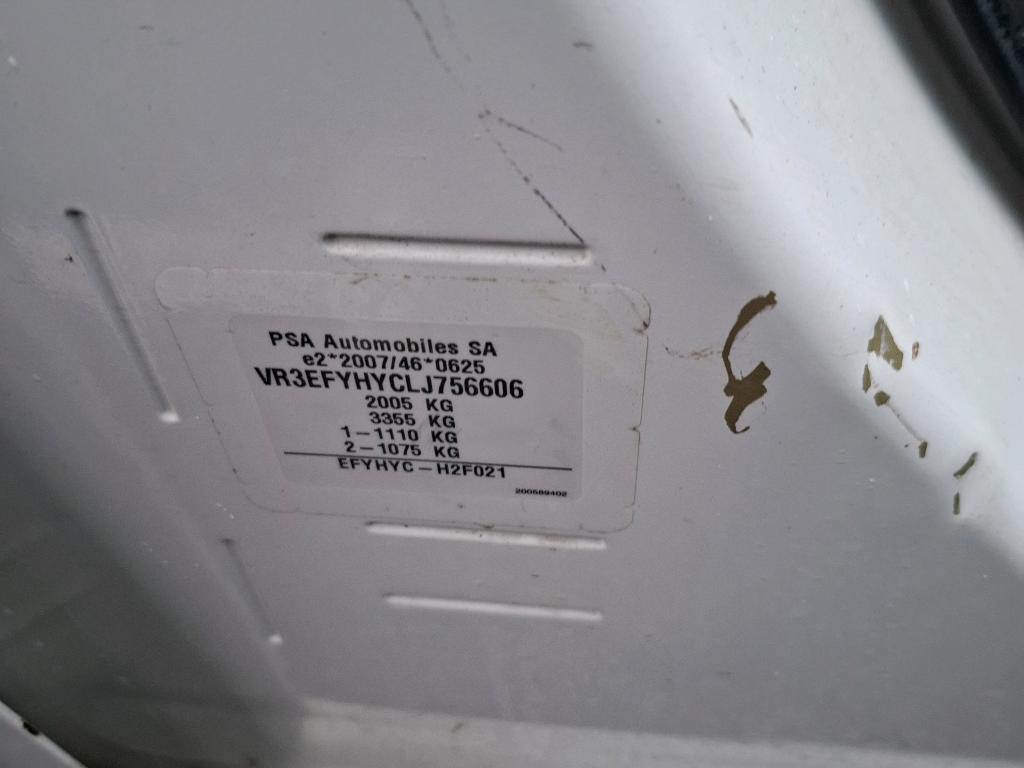 PSA Automobiles SA
e2*2007/46*0625
VR3EFYHYCLJ756606
2005 KG
3355 KG
1-1110 KG
2-1075 KG
EFYHYC-H2F021
200589402